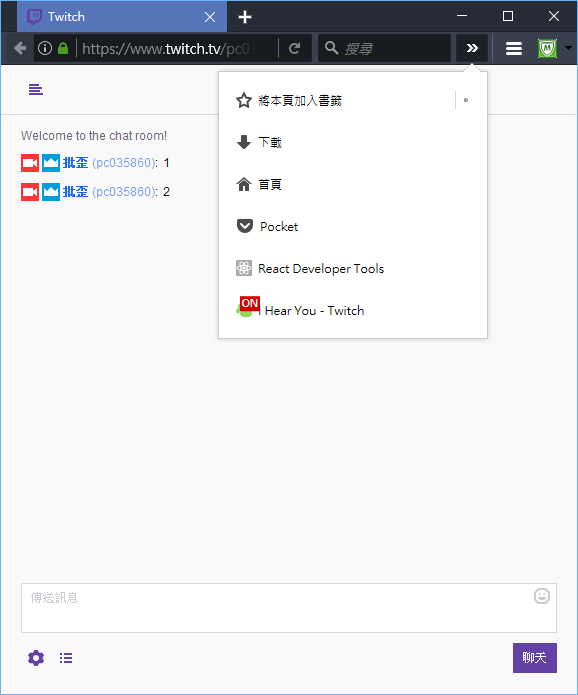 Twitch
https://www.twitch.tv/pc03
搜尋
將本頁加入書籤
下載
首頁
Pocket
React Developer Tools
ON
I Hear You - Twitch
Welcome to the chat room!
批歪 (pc035860): 1
批歪 (pc035860): 2
傳送訊息
聊天